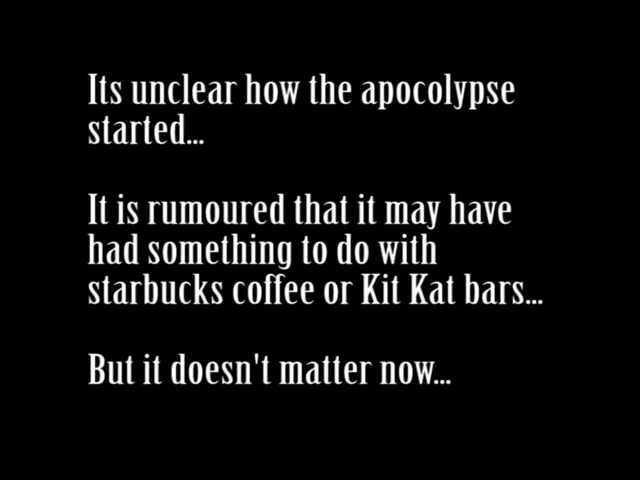 Its unclear how the apocolypse
started...
It is rumoured that it may have
had something to do with
starbucks coffee or Kit Kat bars...
But it doesn't matter now...